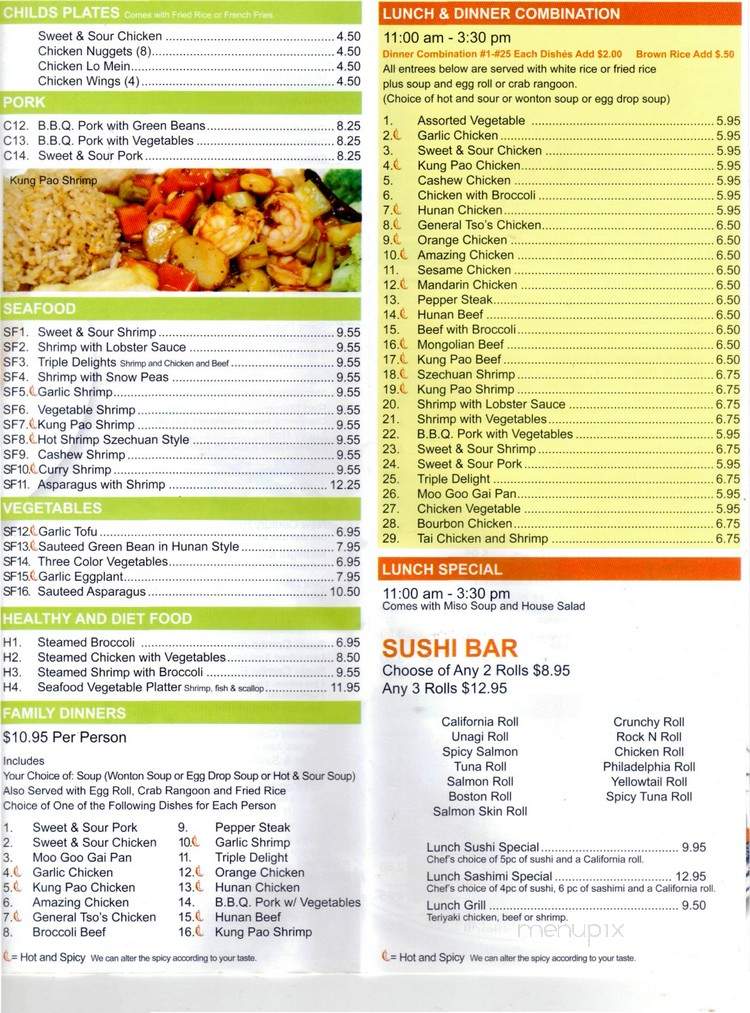 CHILDS PLATES Comes with Fried Rice or French Fries.
Sweet & Sour Chicken 4.50
Chicken Nuggets (8) 4.50
Chicken Lo Mein 4.50
Chicken Wings (4) 4.50
PORK
C12. B.B.Q. Pork with Green Beans 8.25
C13. B.B.Q. Pork with Vegetables 8.25
C14. Sweet & Sour Pork 8.25
Kung Pao Shrimp
SEAFOOD
SF1. Sweet & Sour Shrimp 9.55
SF2. Shrimp with Lobster Sauce 9.55
SF3. Triple Delights Shrimp and Chicken and Beef 9.55
SF4. Shrimp with Snow Peas 9.55
SF5. Garlic Shrimp 9.55
SF6. Vegetable Shrimp 9.55
SF7. Kung Pao Shrimp 9.55
SF8. Hot Shrimp Szechuan Style 9.55
SF9. Cashew Shrimp 9.55
SF10. Curry Shrimp 9.55
SF11. Asparagus with Shrimp 12.25
VEGETABLES
SF12. Garlic Tofu 6.95
SF13. Sauteed Green Bean in Hunan Style 7.95
SF14. Three Color Vegetables 6.95
SF15. Garlic Eggplant 7.95
SF16. Sauteed Asparagus 10.50
HEALTHY AND DIET FOOD
H1. Steamed Broccoli 6.95
H2. Steamed Chicken with Vegetables 8.50
H3. Steamed Shrimp with Broccoli 9.55
H4. Seafood Vegetable Platter Shrimp, fish & scallop 11.95
FAMILY DINNERS
$10.95 Per Person
Includes
Your Choice of: Soup (Wonton Soup or Egg Drop Soup or Hot & Sour Soup)
Also Served with Egg Roll, Crab Rangoon and Fried Rice
Choice of One of the Following Dishes for Each Person
1. Sweet & Sour Pork
2. Sweet & Sour Chicken
3. Moo Goo Gai Pan
4. Garlic Chicken
5. Kung Pao Chicken
6. Amazing Chicken
7. General Tso's Chicken
8. Broccoli Beef
9. Pepper Steak
10. Garlic Shrimp
11. Triple Delight
12. Orange Chicken
13. Hunan Chicken
14. B.B.Q. Pork w/ Vegetables
15. Hunan Beef
16. Kung Pao Shrimp
= Hot and Spicy We can alter the spicy according to your taste.
LUNCH & DINNER COMBINATION
11:00 am - 3:30 pm
Dinner Combination #1-#25 Each Dishes Add $2.00 Brown Rice Add $.50
All entrees below are served with white rice or fried rice
plus soup and egg roll or crab rangoon.
(Choice of hot and sour or wonton soup or egg drop soup)
1. Assorted Vegetable 5.95
2. Garlic Chicken 5.95
3. Sweet & Sour Chicken 5.95
4. Kung Pao Chicken 5.95
5. Cashew Chicken 5.95
6. Chicken with Broccoli 5.95
7. Hunan Chicken 5.95
8. General Tso's Chicken 6.50
9. Orange Chicken 6.50
10. Amazing Chicken 6.50
11. Sesame Chicken 6.50
12. Mandarin Chicken 6.50
13. Pepper Steak 6.50
14. Hunan Beef 6.50
15. Beef with Broccoli 6.50
16. Mongolian Beef 6.50
17. Kung Pao Beef 6.50
18. Szechuan Shrimp 6.75
19. Kung Pao Shrimp 6.75
20. Shrimp with Lobster Sauce 6.75
21. Shrimp with Vegetables 6.75
22. B.B.Q. Pork with Vegetables 5.95
23. Sweet & Sour Shrimp 6.75
24. Sweet & Sour Pork 5.95
25. Triple Delight 6.75
26. Moo Goo Gai Pan 5.95
27. Chicken Vegetable 5.95
28. Bourbon Chicken 6.75
29. Tai Chicken and Shrimp 6.75
LUNCH SPECIAL
11:00 am - 3:30 pm
Comes with Miso Soup and House Salad
SUSHI BAR
Choose of Any 2 Rolls $8.95
Any 3 Rolls $12.95
California Roll
Unagi Roll
Spicy Salmon
Tuna Roll
Salmon Roll
Boston Roll
Salmon Skin Roll
Crunchy Roll
Rock N Roll
Chicken Roll
Philadelphia Roll
Yellowtail Roll
Spicy Tuna Roll
Lunch Sushi Special 9.95
Chef's choice of 5pc of sushi and a California roll.
Lunch Sashimi Special 12.95
Chef's choice of 4pc of sushi, 6 pc of sashimi and a California roll.
Lunch Grill 9.50
Teriyaki chicken, beef or shrimp.
menupix
= Hot and Spicy We can alter the spicy according to your taste.